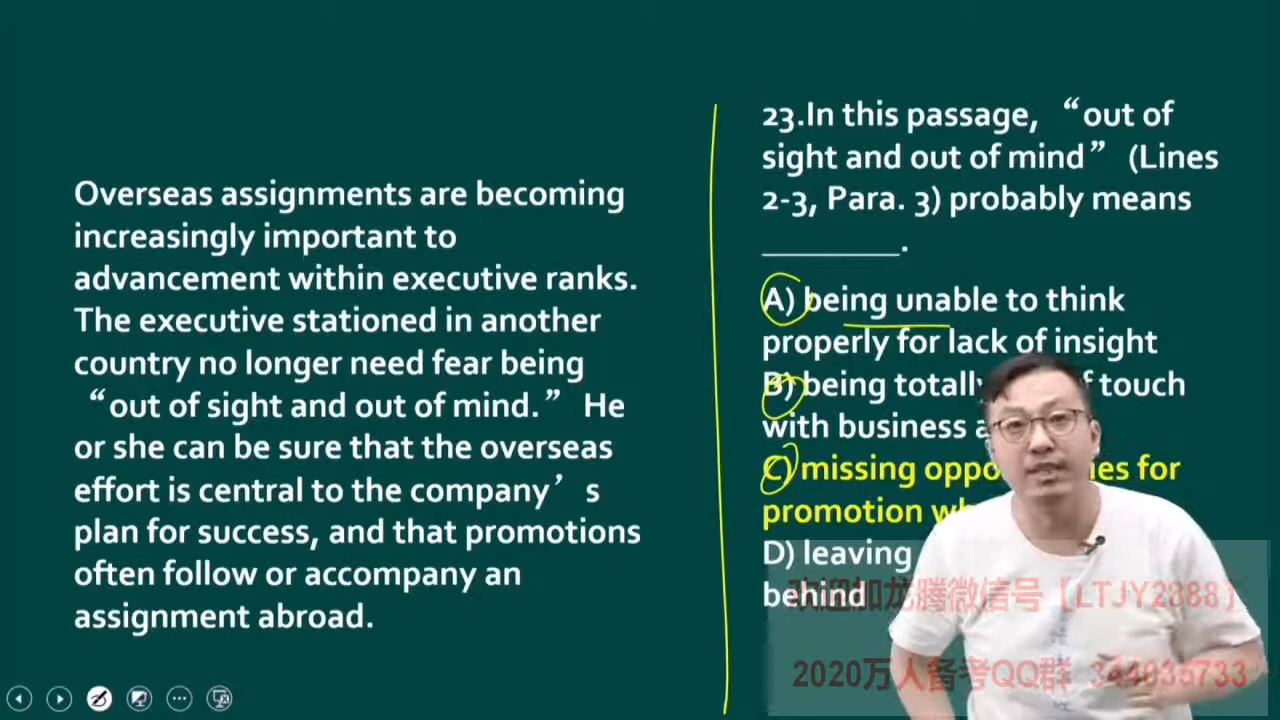 Overseas assignments are becoming
increasingly important to
advancement within executive ranks.
The executive stationed in another
country no longer need fear being
“out of sight and out of mind.” He
or she can be sure that the overseas
effort is central to the company’s
plan for success, and that promotions
often follow or accompany an
assignment abroad.
23.In this passage, “out of
sight and out of mind” (Lines
2-3, Para. 3) probably means
_________.
A) being unable to think
properly for lack of insight
B) being totally of touch
with business
C) missing for
promotion
D) leaving
behind
欢迎加龙腾微信号【LTJY2888】
2020万人备考QQ群 344035733